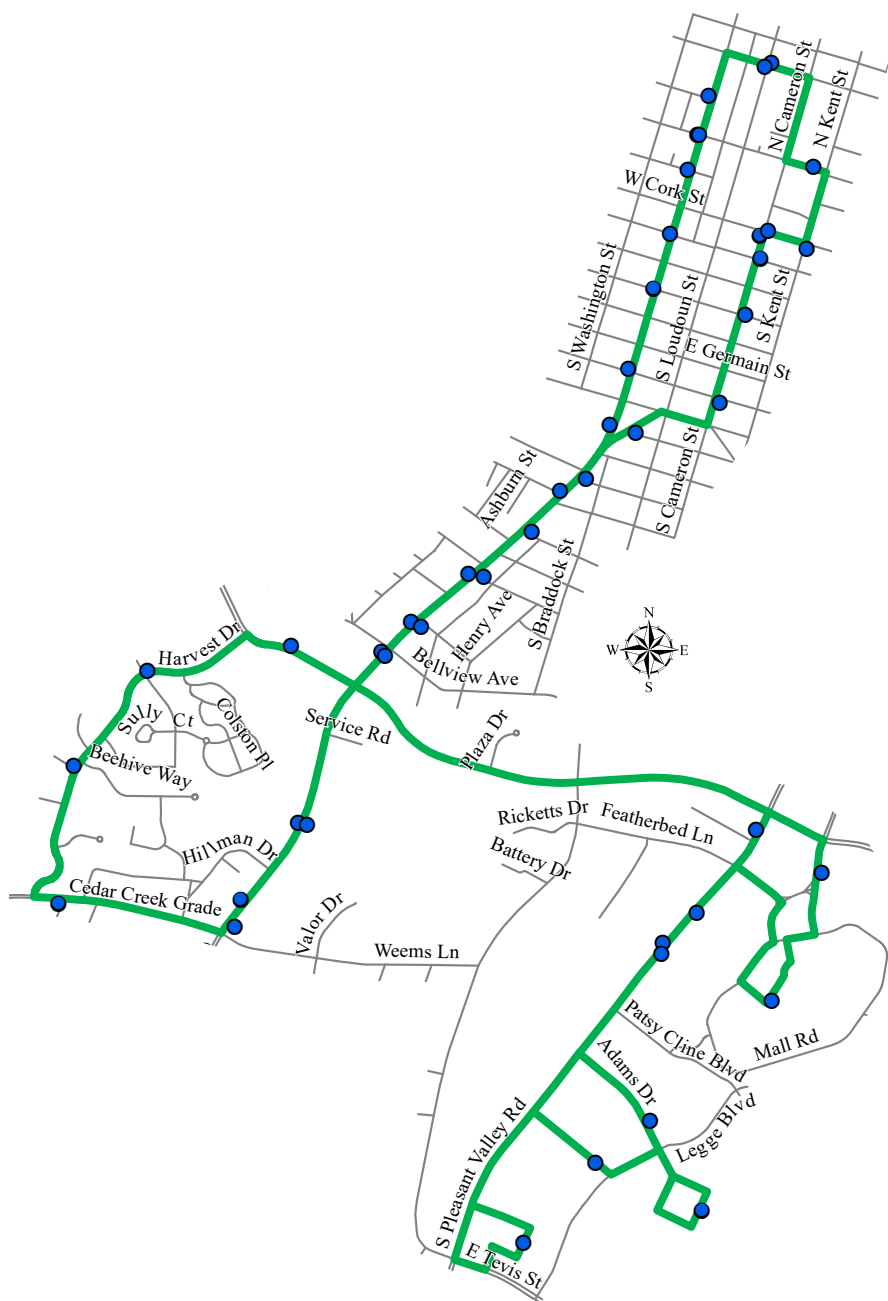 N Cameron St
N Kent St
W Cork St
S Washington St
S Loudoun St
S Kent St
E Germain St
S Cameron St
Ashburn St
S Braddock St
Henry Ave
Bellview Ave
N
W E
S
Harvest Dr
Sully Ct
Colston Pl
Service Rd
Plaza Dr
Beehive Way
Ricketts Dr
Featherbed Ln
Hillman Dr
Battery Dr
Cedar Creek Grade
Valor Dr
Weems Ln
Patsy Cline Blvd
Mall Rd
Adams Dr
Legge Blvd
S Pleasant Valley Rd
E Tevis St